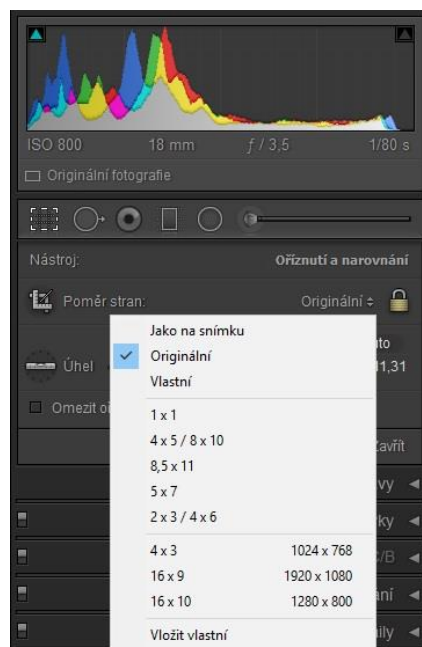 ISO 800 18 mm ƒ / 3,5 1/80 s
Originální fotografie
Nástroj: Oříznutí a narovnání
Poměr stran: Originální
Jako na snímku
Originální
Vlastní
Úhel 11,31
1 x 1
4 x 5 / 8 x 10
8,5 x 11
5 x 7
2 x 3 / 4 x 6
Omezit
Zavřít
4 x 3 1024 x 768
16 x 9 1920 x 1080
16 x 10 1280 x 800
Vložit vlastní